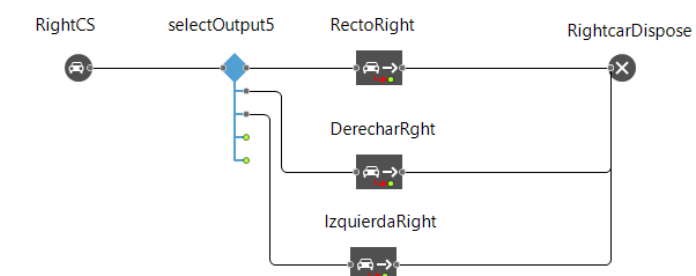 RightCS
selectOutput5
RectoRight
RightcarDispose
DerecharRght
IzquierdaRight